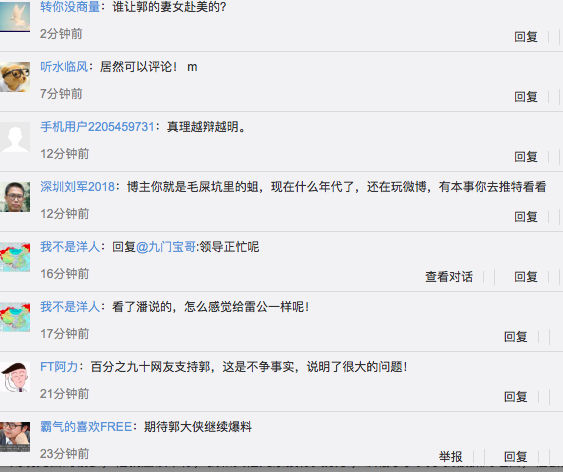 转你没商量：谁让郭的妻女赴美的?
2分钟前
回复
听水临风：居然可以评论！ m
7分钟前
回复
手机用户2205459731：真理越辩越明。
12分钟前
回复
深圳刘军2018：博主你就是毛屎坑里的蛆，现在什么年代了，还在玩微博，有本事你去推特看看
12分钟前
回复
我不是洋人：回复@九门宝哥:领导正忙呢
16分钟前
查看对话 回复
我不是洋人：看了潘说的，怎么感觉给雷公一样呢！
17分钟前
回复
FT阿力：百分之九十网友支持郭，这是不争事实，说明了很大的问题！
21分钟前
回复
霸气的喜欢FREE：期待郭大侠继续爆料
23分钟前
举报 回复